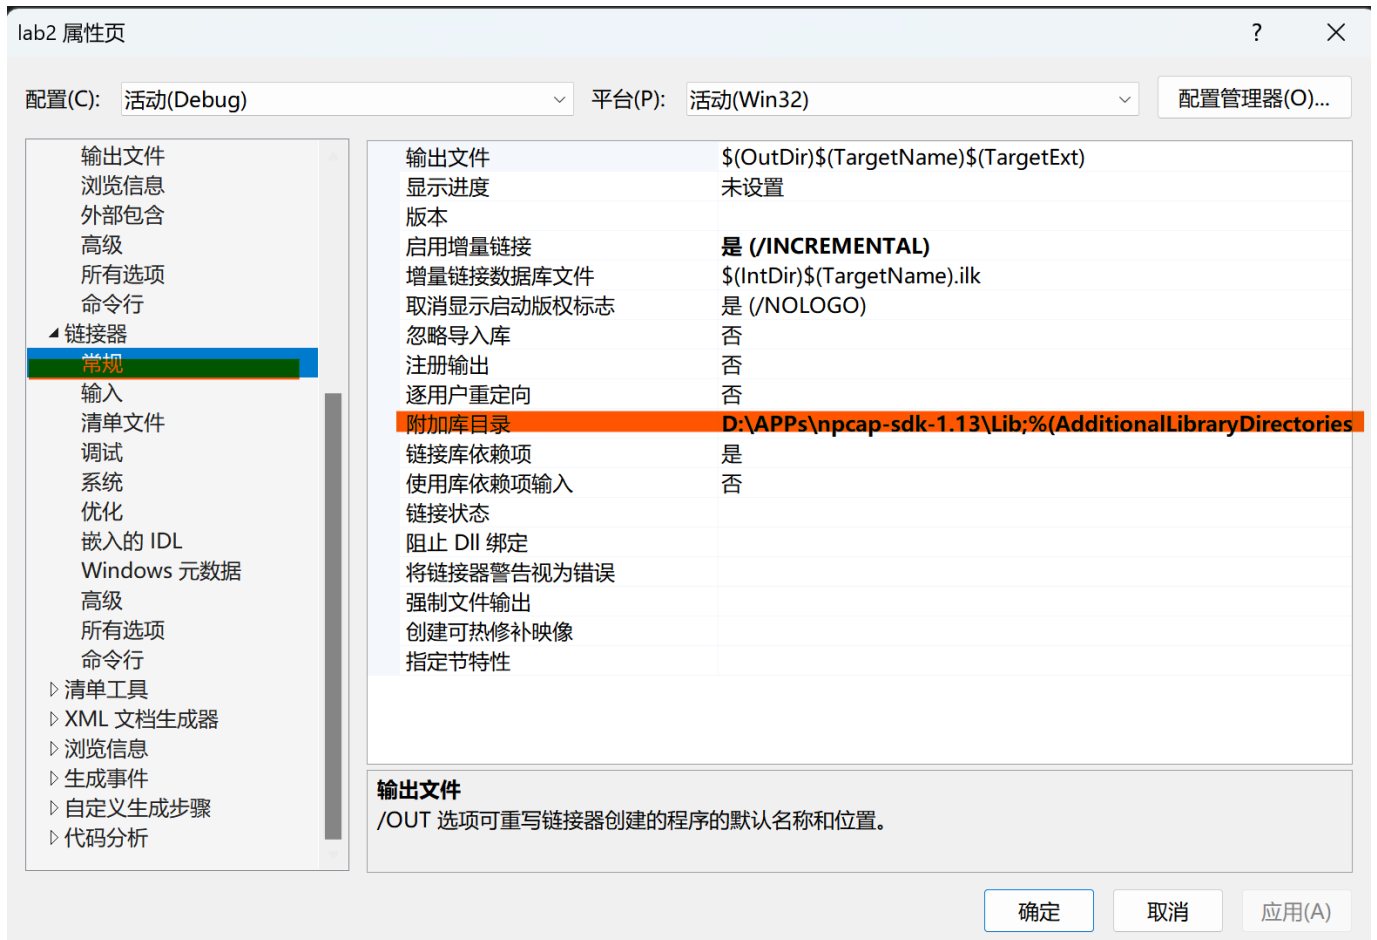 lab2 属性页
?
配置(C): 活动(Debug) 平台(P): 活动(Win32) 配置管理器(O)...
输出文件
浏览信息
外部包含
高级
所有选项
命令行
链接器
常规
输入
清单文件
调试
系统
优化
嵌入的 IDL
Windows 元数据
高级
所有选项
命令行
清单工具
XML 文档生成器
浏览信息
生成事件
自定义生成步骤
代码分析
输出文件 $(OutDir)$(TargetName)$(TargetExt)
显示进度 未设置
版本
启用增量链接 是 (/INCREMENTAL)
增量链接数据库文件 $(IntDir)$(TargetName).ilk
取消显示启动版权标志 是 (/NOLOGO)
忽略导入库 否
注册输出 否
逐用户重定向 否
附加库目录 D:\APPs\npcap-sdk-1.13\Lib;%(AdditionalLibraryDirectories
链接库依赖项 是
使用库依赖项输入 否
链接状态
阻止 Dll 绑定
将链接器警告视为错误
强制文件输出
创建可热修补映像
指定节特性
输出文件
/OUT 选项可重写链接器创建的程序的默认名称和位置。
确定 取消 应用(A)